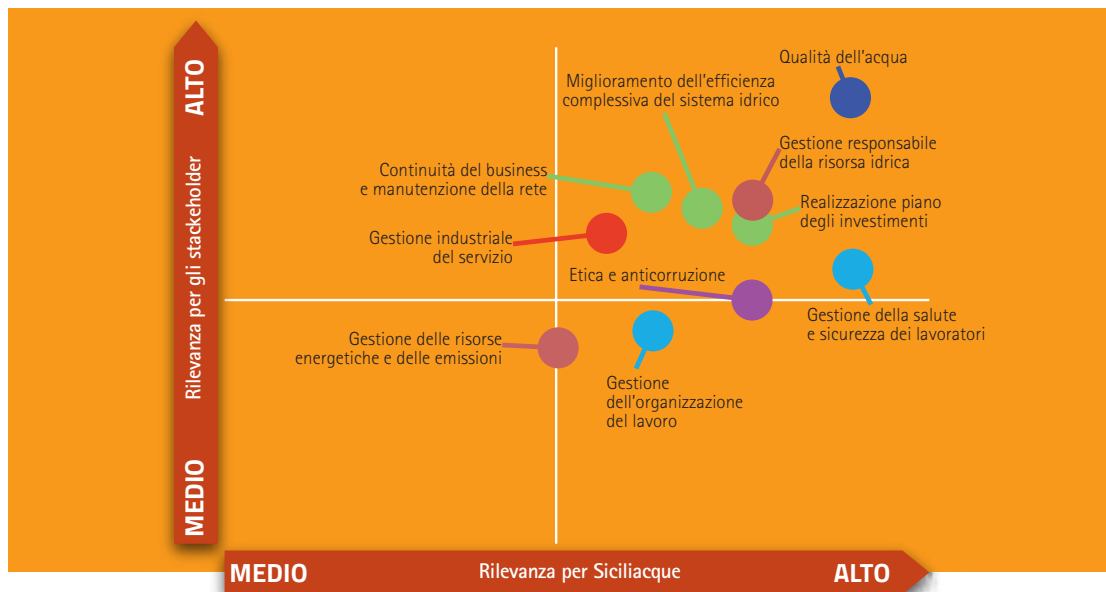 ALTO
Rilevanza per gli stackeholder
MEDIO
Qualità dell'acqua
Miglioramento dell'efficienza
complessiva del sistema idrico
Gestione responsabile
della risorsa idrica
Continuità del business
e manutenzione della rete
Realizzazione piano
degli investimenti
Gestione industriale
del servizio
Etica e anticorruzione
Gestione della salute
e sicurezza dei lavoratori
Gestione delle risorse
energetiche e delle emissioni
Gestione
dell'organizzazione
del lavoro
MEDIO
Rilevanza per Siciliacque
ALTO